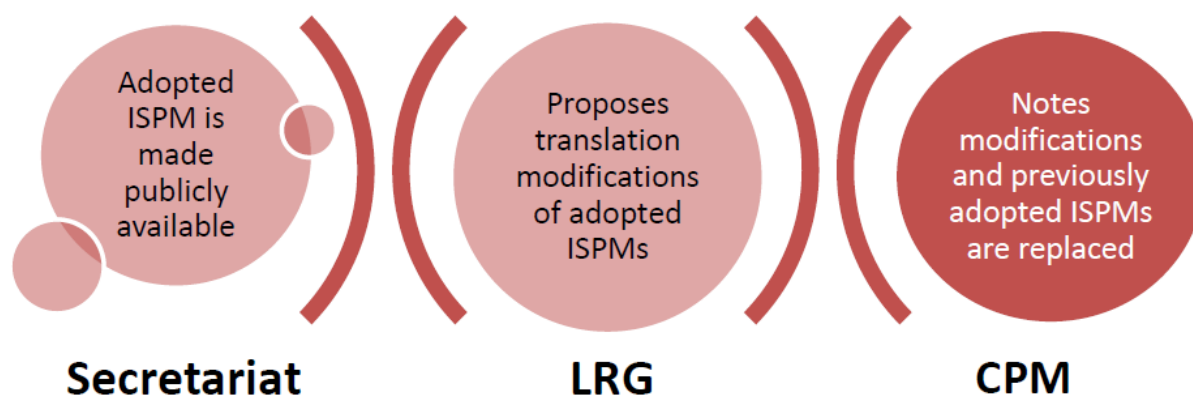 Adopted
ISPM is
made
publicly
available
Proposes
translation
modifications
of adopted
ISPMs
Notes
modifications
and previously
adopted ISPMs
are replaced
Secretariat
LRG
CPM